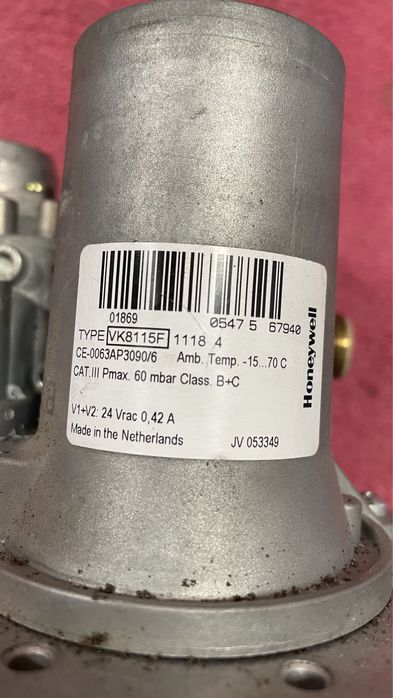 01869
0547 5 67940
TYPE VK8115F 1118 4
CE-0063AP3090/6 Amb. Temp. -15...70 C
CAT.III Pmax. 60 mbar Class. B+C
V1+V2: 24 Vrac 0,42 A
Made in the Netherlands JV 053349
Honeywell